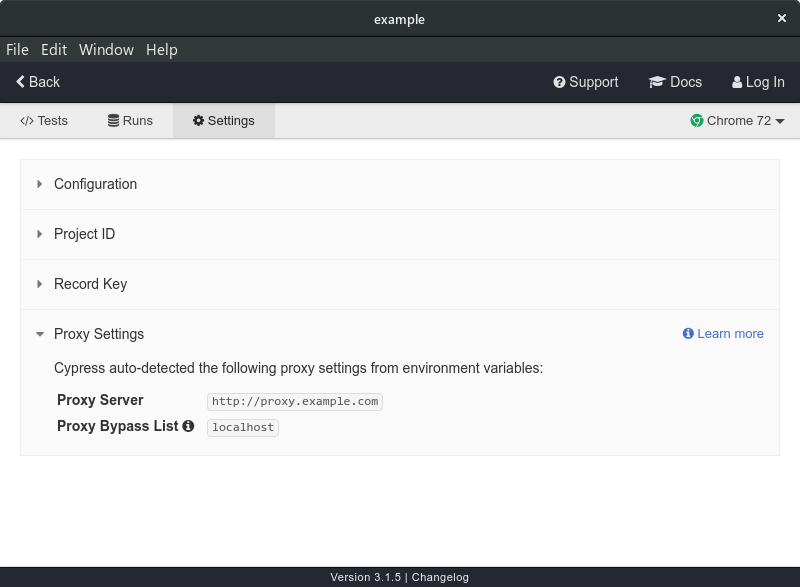 example
File Edit Window Help
Back Support Docs Log In
</> Tests Runs Settings Chrome 72
Configuration
Project ID
Record Key
Proxy Settings Learn more
Cypress auto-detected the following proxy settings from environment variables:
Proxy Server http://proxy.example.com
Proxy Bypass List localhost
Version 3.1.5 | Changelog